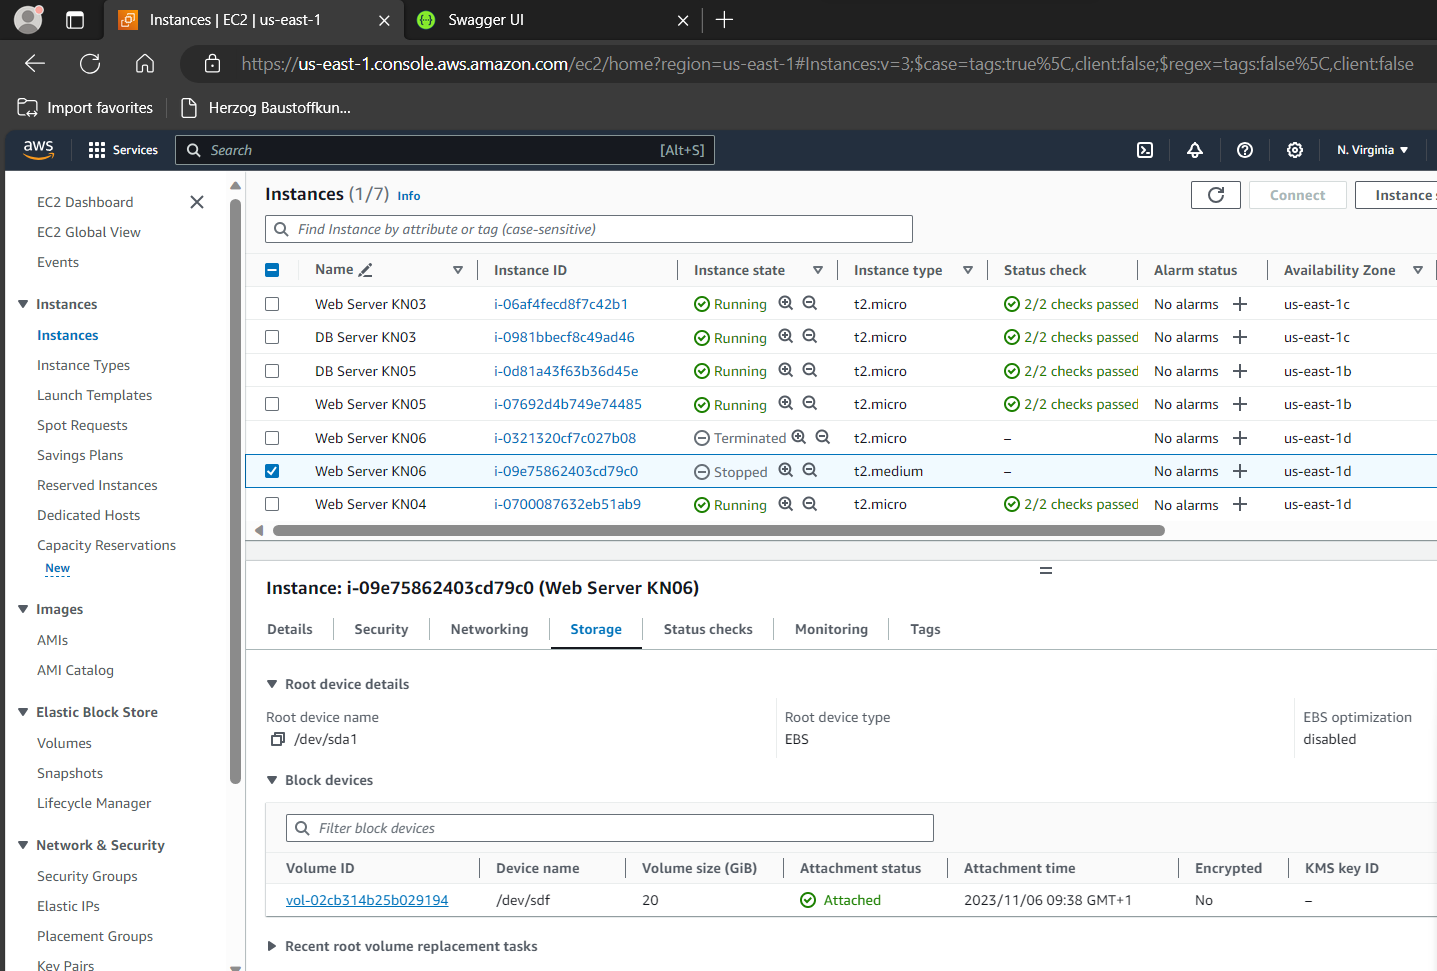 Instances | EC2 | us-east-1
Swagger UI
https://us-east-1.console.aws.amazon.com/ec2/home?region=us-east-1#Instances:v=3;$case=tags:true%5C,client:false;$regex=tags:false%5C,client:false
Import favorites
Herzog Baustoffkun...
aws
Services
Search
[Alt+S]
N. Virginia
EC2 Dashboard
EC2 Global View
Events
Instances
Instances
Instance Types
Launch Templates
Spot Requests
Savings Plans
Reserved Instances
Dedicated Hosts
Capacity Reservations
New
Images
AMIs
AMI Catalog
Elastic Block Store
Volumes
Snapshots
Lifecycle Manager
Network & Security
Security Groups
Elastic IPs
Placement Groups
Key Pairs
Instances (1/7) Info
Connect
Instance s
Find Instance by attribute or tag (case-sensitive)
Name Instance ID Instance state Instance type Status check Alarm status Availability Zone
Web Server KN03 i-06af4fecd8f7c42b1 Running t2.micro 2/2 checks passed No alarms us-east-1c
DB Server KN03 i-0981bbecf8c49ad46 Running t2.micro 2/2 checks passed No alarms us-east-1c
DB Server KN05 i-0d81a43f63b36d45e Running t2.micro 2/2 checks passed No alarms us-east-1b
Web Server KN05 i-07692d4b749e74485 Running t2.micro 2/2 checks passed No alarms us-east-1b
Web Server KN06 i-0321320cf7c027b08 Terminated t2.micro – No alarms us-east-1d
Web Server KN06 i-09e75862403cd79c0 Stopped t2.medium – No alarms us-east-1d
Web Server KN04 i-0700087632eb51ab9 Running t2.micro 2/2 checks passed No alarms us-east-1d
Instance: i-09e75862403cd79c0 (Web Server KN06)
Details Security Networking Storage Status checks Monitoring Tags
Root device details
Root device name Root device type EBS optimization
/dev/sda1 EBS disabled
Block devices
Filter block devices
Volume ID Device name Volume size (GiB) Attachment status Attachment time Encrypted KMS key ID
vol-02cb314b25b029194 /dev/sdf 20 Attached 2023/11/06 09:38 GMT+1 No –
Recent root volume replacement tasks